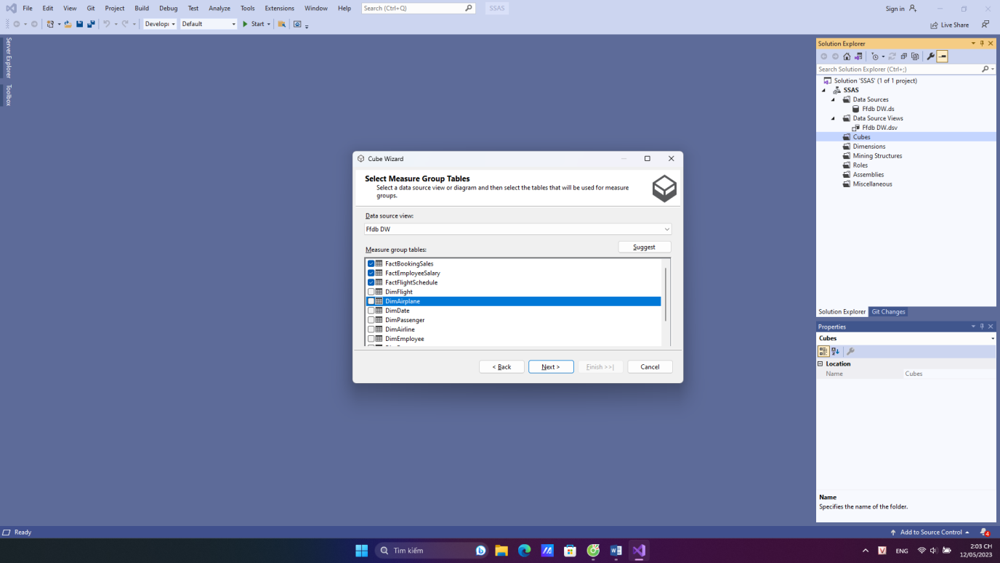 File Edit View Git Project Build Debug Test Analyze Tools Extensions Window Help Search (Ctrl+Q) SSAS Sign in
Develop Default Start Live Share
Server Explorer
Toolbox
Solution Explorer
Search Solution Explorer (Ctrl+;)
Solution 'SSAS' (1 of 1 project)
SSAS
Data Sources
Ffdb DW.ds
Data Source Views
Ffdb DW.dsv
Cubes
Dimensions
Mining Structures
Roles
Assemblies
Miscellaneous
Solution Explorer Git Changes
Cube Wizard
Select Measure Group Tables
Select a data source view or diagram and then select the tables that will be used for measure
groups.
Data source view:
Ffdb DW
Measure group tables:
Suggest
FactBookingSales
FactEmployeeSalary
FactFlightSchedule
DimFlight
DimAirplane
DimDate
DimPassenger
DimAirline
DimEmployee
< Back Next > Finish >>| Cancel
Properties
Cubes
Location
Name Cubes
Name
Specifies the name of the folder.
Ready
Add to Source Control 4
Tìm kiếm
V ENG
2:03 CH
12/05/2023